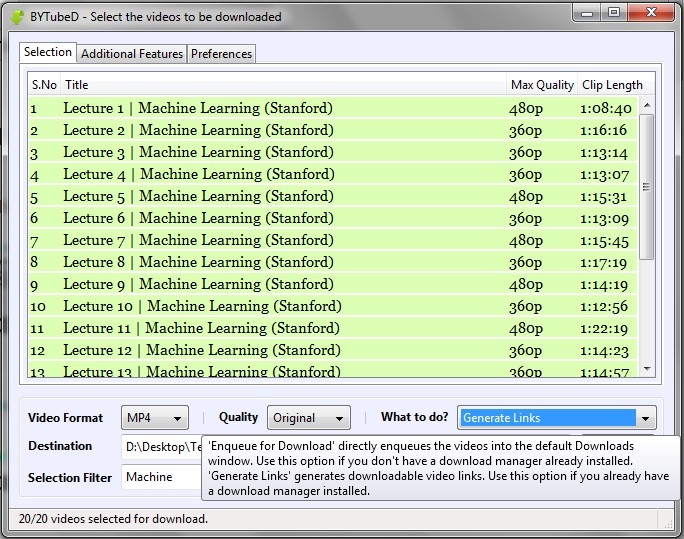 BYTubeD - Select the videos to be downloaded
Selection Additional Features Preferences
S.No Title Max Quality Clip Length
1 Lecture 1 | Machine Learning (Stanford) 480p 1:08:40
2 Lecture 2 | Machine Learning (Stanford) 360p 1:16:16
3 Lecture 3 | Machine Learning (Stanford) 360p 1:13:14
4 Lecture 4 | Machine Learning (Stanford) 360p 1:13:07
5 Lecture 5 | Machine Learning (Stanford) 480p 1:15:31
6 Lecture 6 | Machine Learning (Stanford) 360p 1:13:09
7 Lecture 7 | Machine Learning (Stanford) 480p 1:15:45
8 Lecture 8 | Machine Learning (Stanford) 360p 1:17:19
9 Lecture 9 | Machine Learning (Stanford) 480p 1:14:19
10 Lecture 10 | Machine Learning (Stanford) 360p 1:12:56
11 Lecture 11 | Machine Learning (Stanford) 480p 1:22:19
12 Lecture 12 | Machine Learning (Stanford) 360p 1:14:23
13 Lecture 13 | Machine Learning (Stanford) 360p 1:14:57
Video Format MP4 | Quality Original | What to do? Generate Links
Destination D:\Desktop\Te
'Enqueue for Download' directly enqueues the videos into the default Downloads
window. Use this option if you don't have a download manager already installed.
'Generate Links' generates downloadable video links. Use this option if you already have
a download manager installed.
Selection Filter Machine
20/20 videos selected for download.